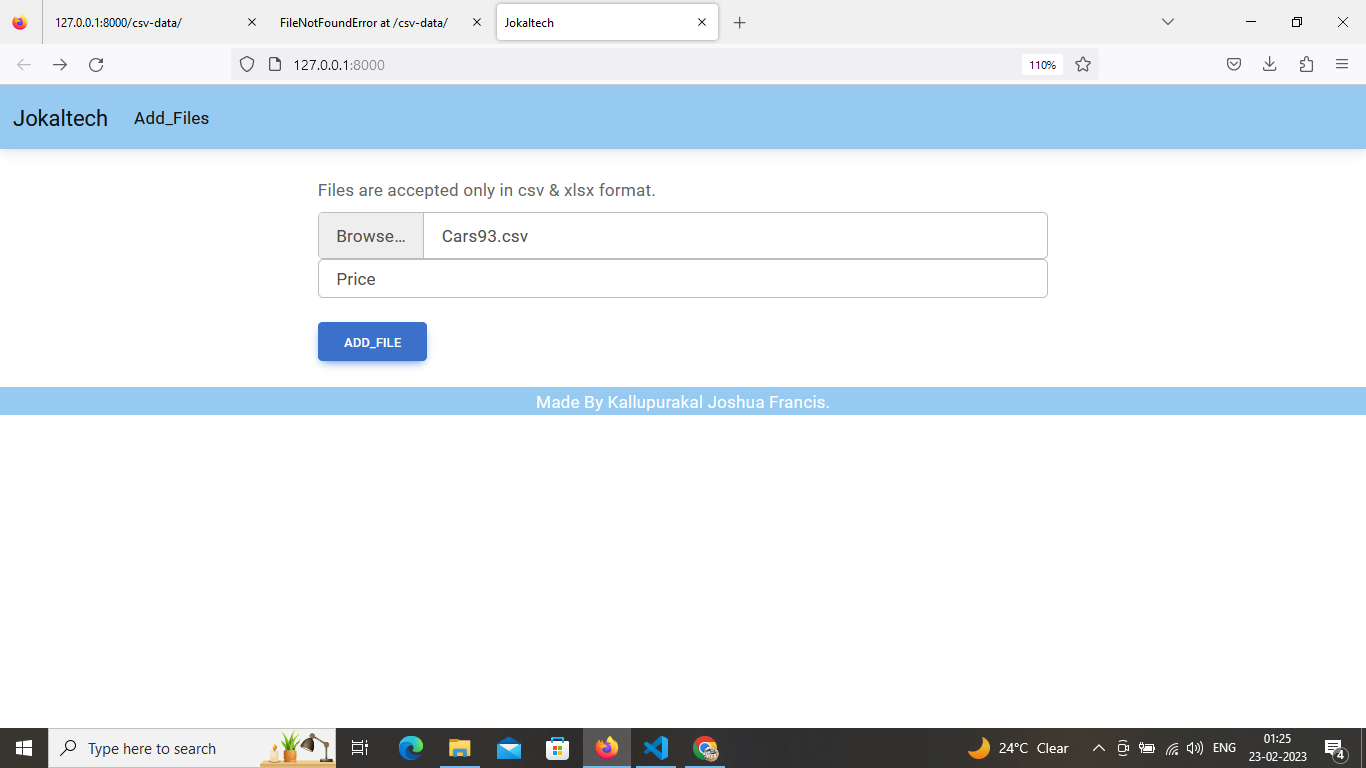 127.0.0.1:8000/csv-data/
FileNotFoundError at /csv-data/
Jokaltech
127.0.0.1:8000
110%
Jokaltech
Add_Files
Files are accepted only in csv & xlsx format.
Browse...
Cars93.csv
Price
ADD_FILE
Made By Kallupurakal Joshua Francis.
Type here to search
24°C Clear
ENG
01:25
23-02-2023
4